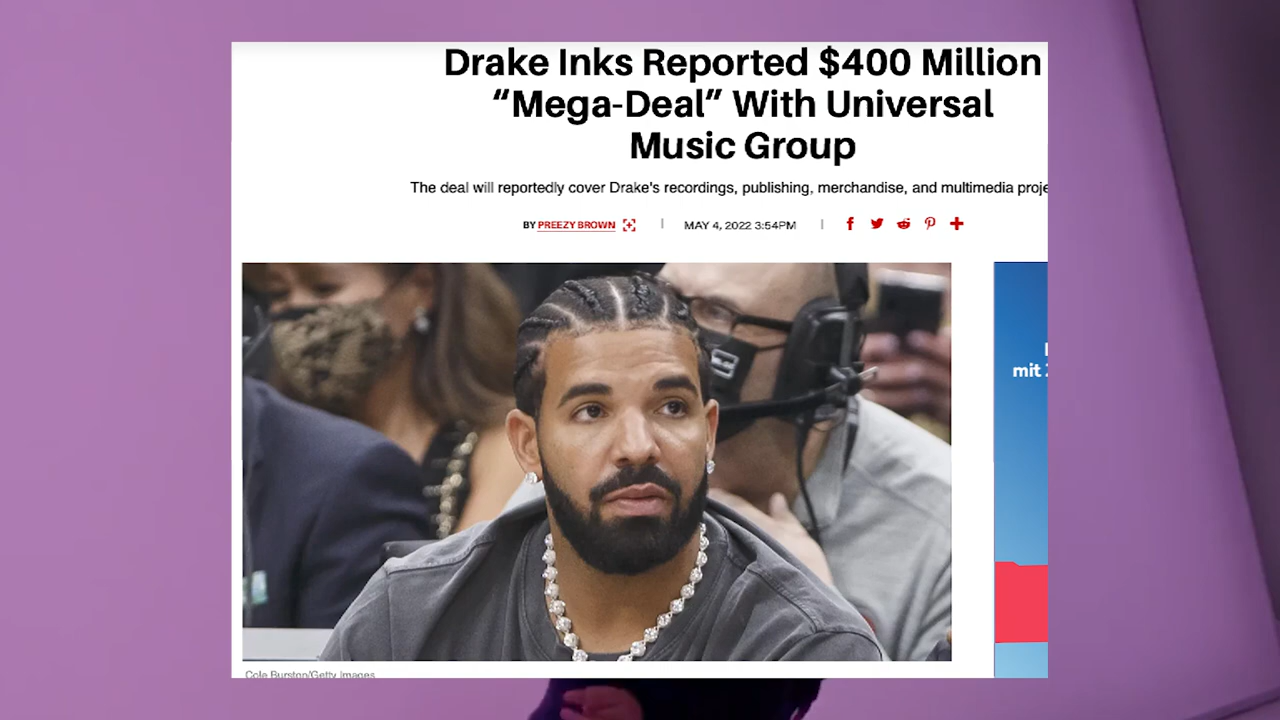 Drake Inks Reported $400 Million
“Mega-Deal” With Universal
Music Group
The deal will reportedly cover Drake's recordings, publishing, merchandise, and multimedia proje
BY PREEZY BROWN | MAY 4, 2022 3:54PM |
mit
Cole Burston/Getty Images